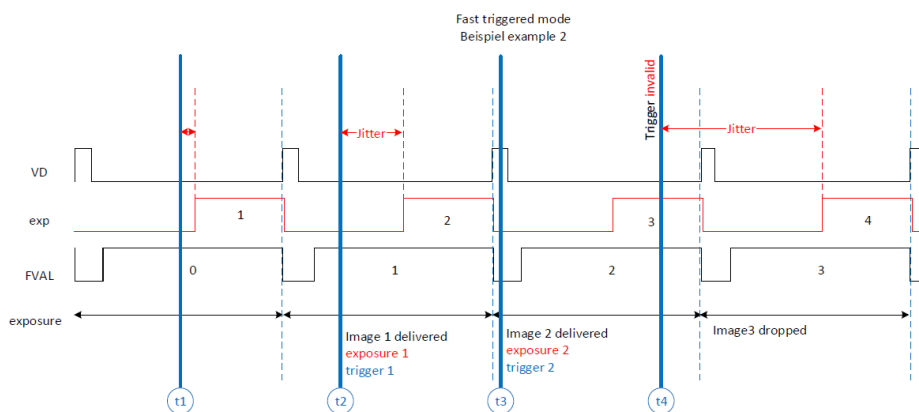 Fast triggered mode
Beispiel example 2
Trigger invalid
Jitter
Jitter
VD
exp
1
2
3
4
FVAL
0
1
2
3
exposure
Image 1 delivered
exposure 1
trigger 1
Image 2 delivered
exposure 2
trigger 2
Image3 dropped
t1
t2
t3
t4